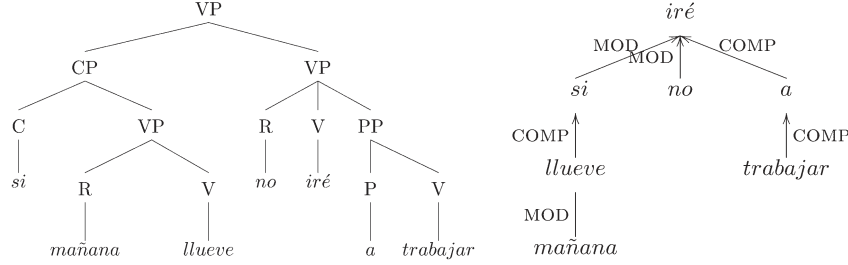 VP
CP VP
C VP R V PP
si R V no iré P V
mañana llueve a trabajar
iré
MOD MOD COMP
si no a
COMP COMP
llueve trabajar
MOD
mañana